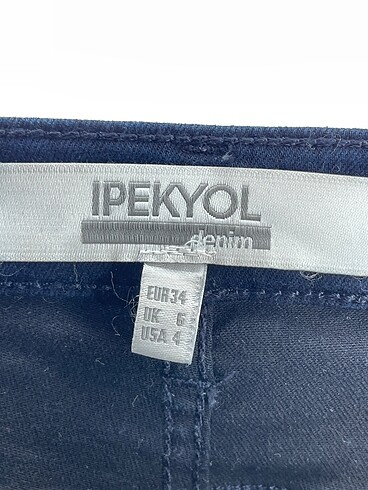 IPEKYOL
denim
EUR 34
UK 6
USA 4